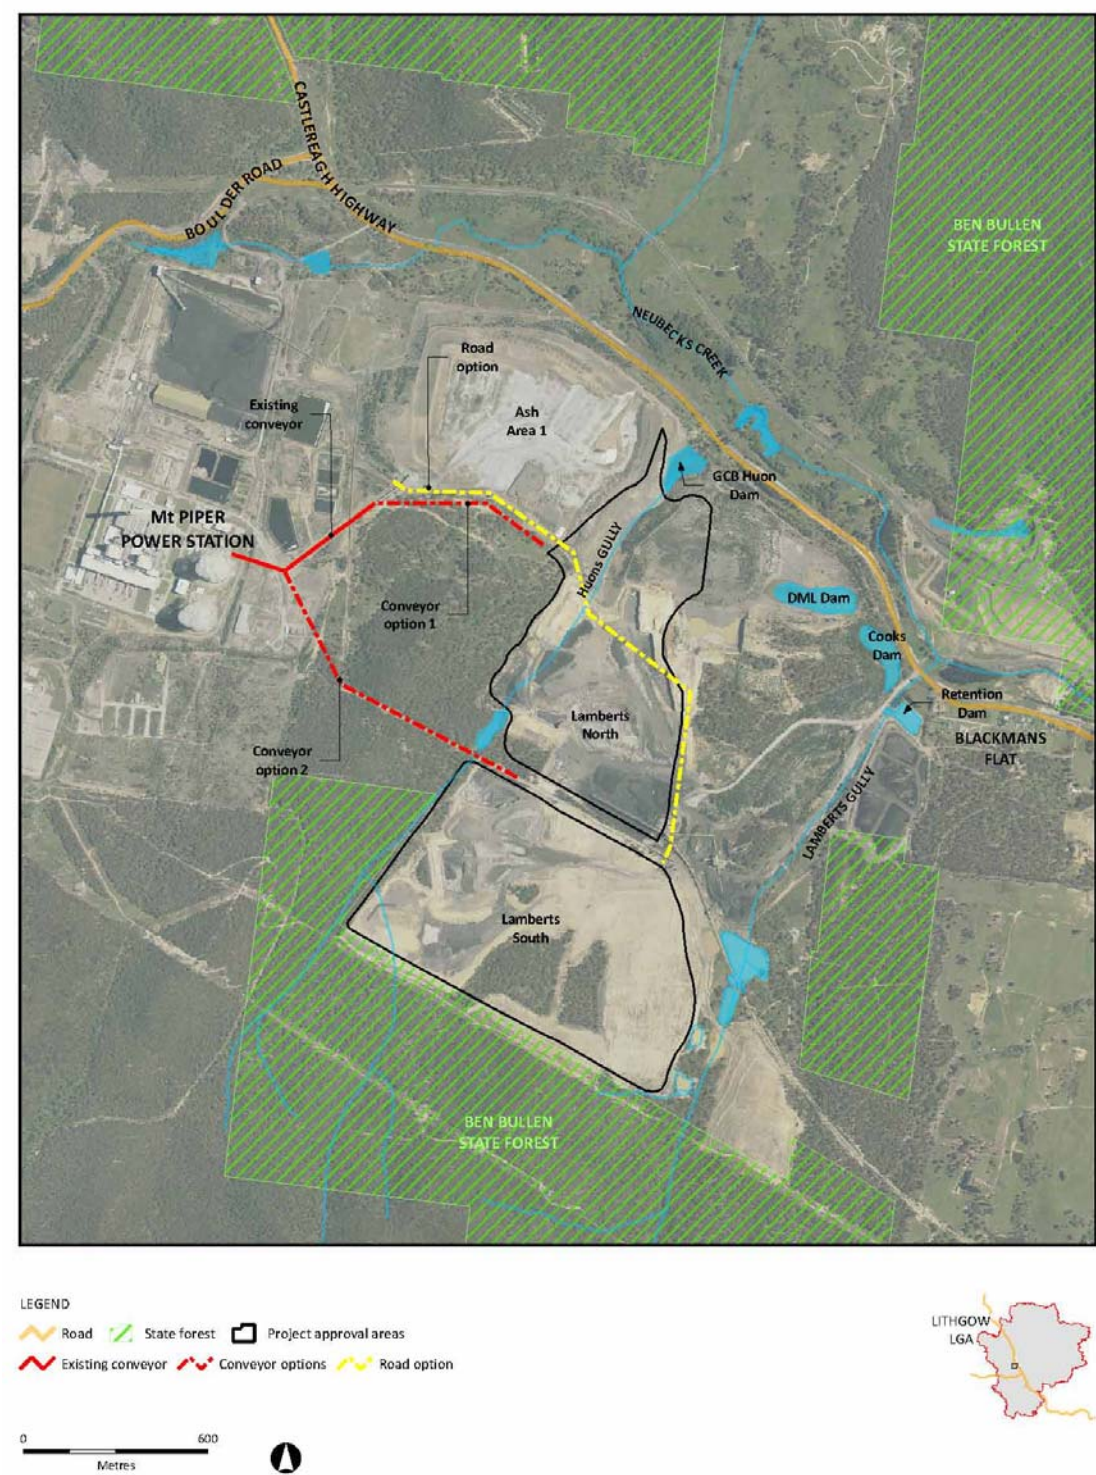 CASTLEREAGH HIGHWAY
BOULDER ROAD
BEN BULLEN
STATE FOREST
NEUBECKS CREEK
Road
option
Existing
conveyor
Ash
Area 1
GCB Huon
Dam
Mt PIPER
POWER STATION
Huons GULLY
Conveyor
option 1
DML Dam
Cooks
Dam
Retention
Dam
Lamberts
North
BLACKMANS
FLAT
Conveyor
option 2
LAMBERTS GULLY
Lamberts
South
BEN BULLEN
STATE FOREST
LEGEND
Road State forest Project approval areas
Existing conveyor Conveyor options Road option
LITHGOW
LGA
0 600
Metres